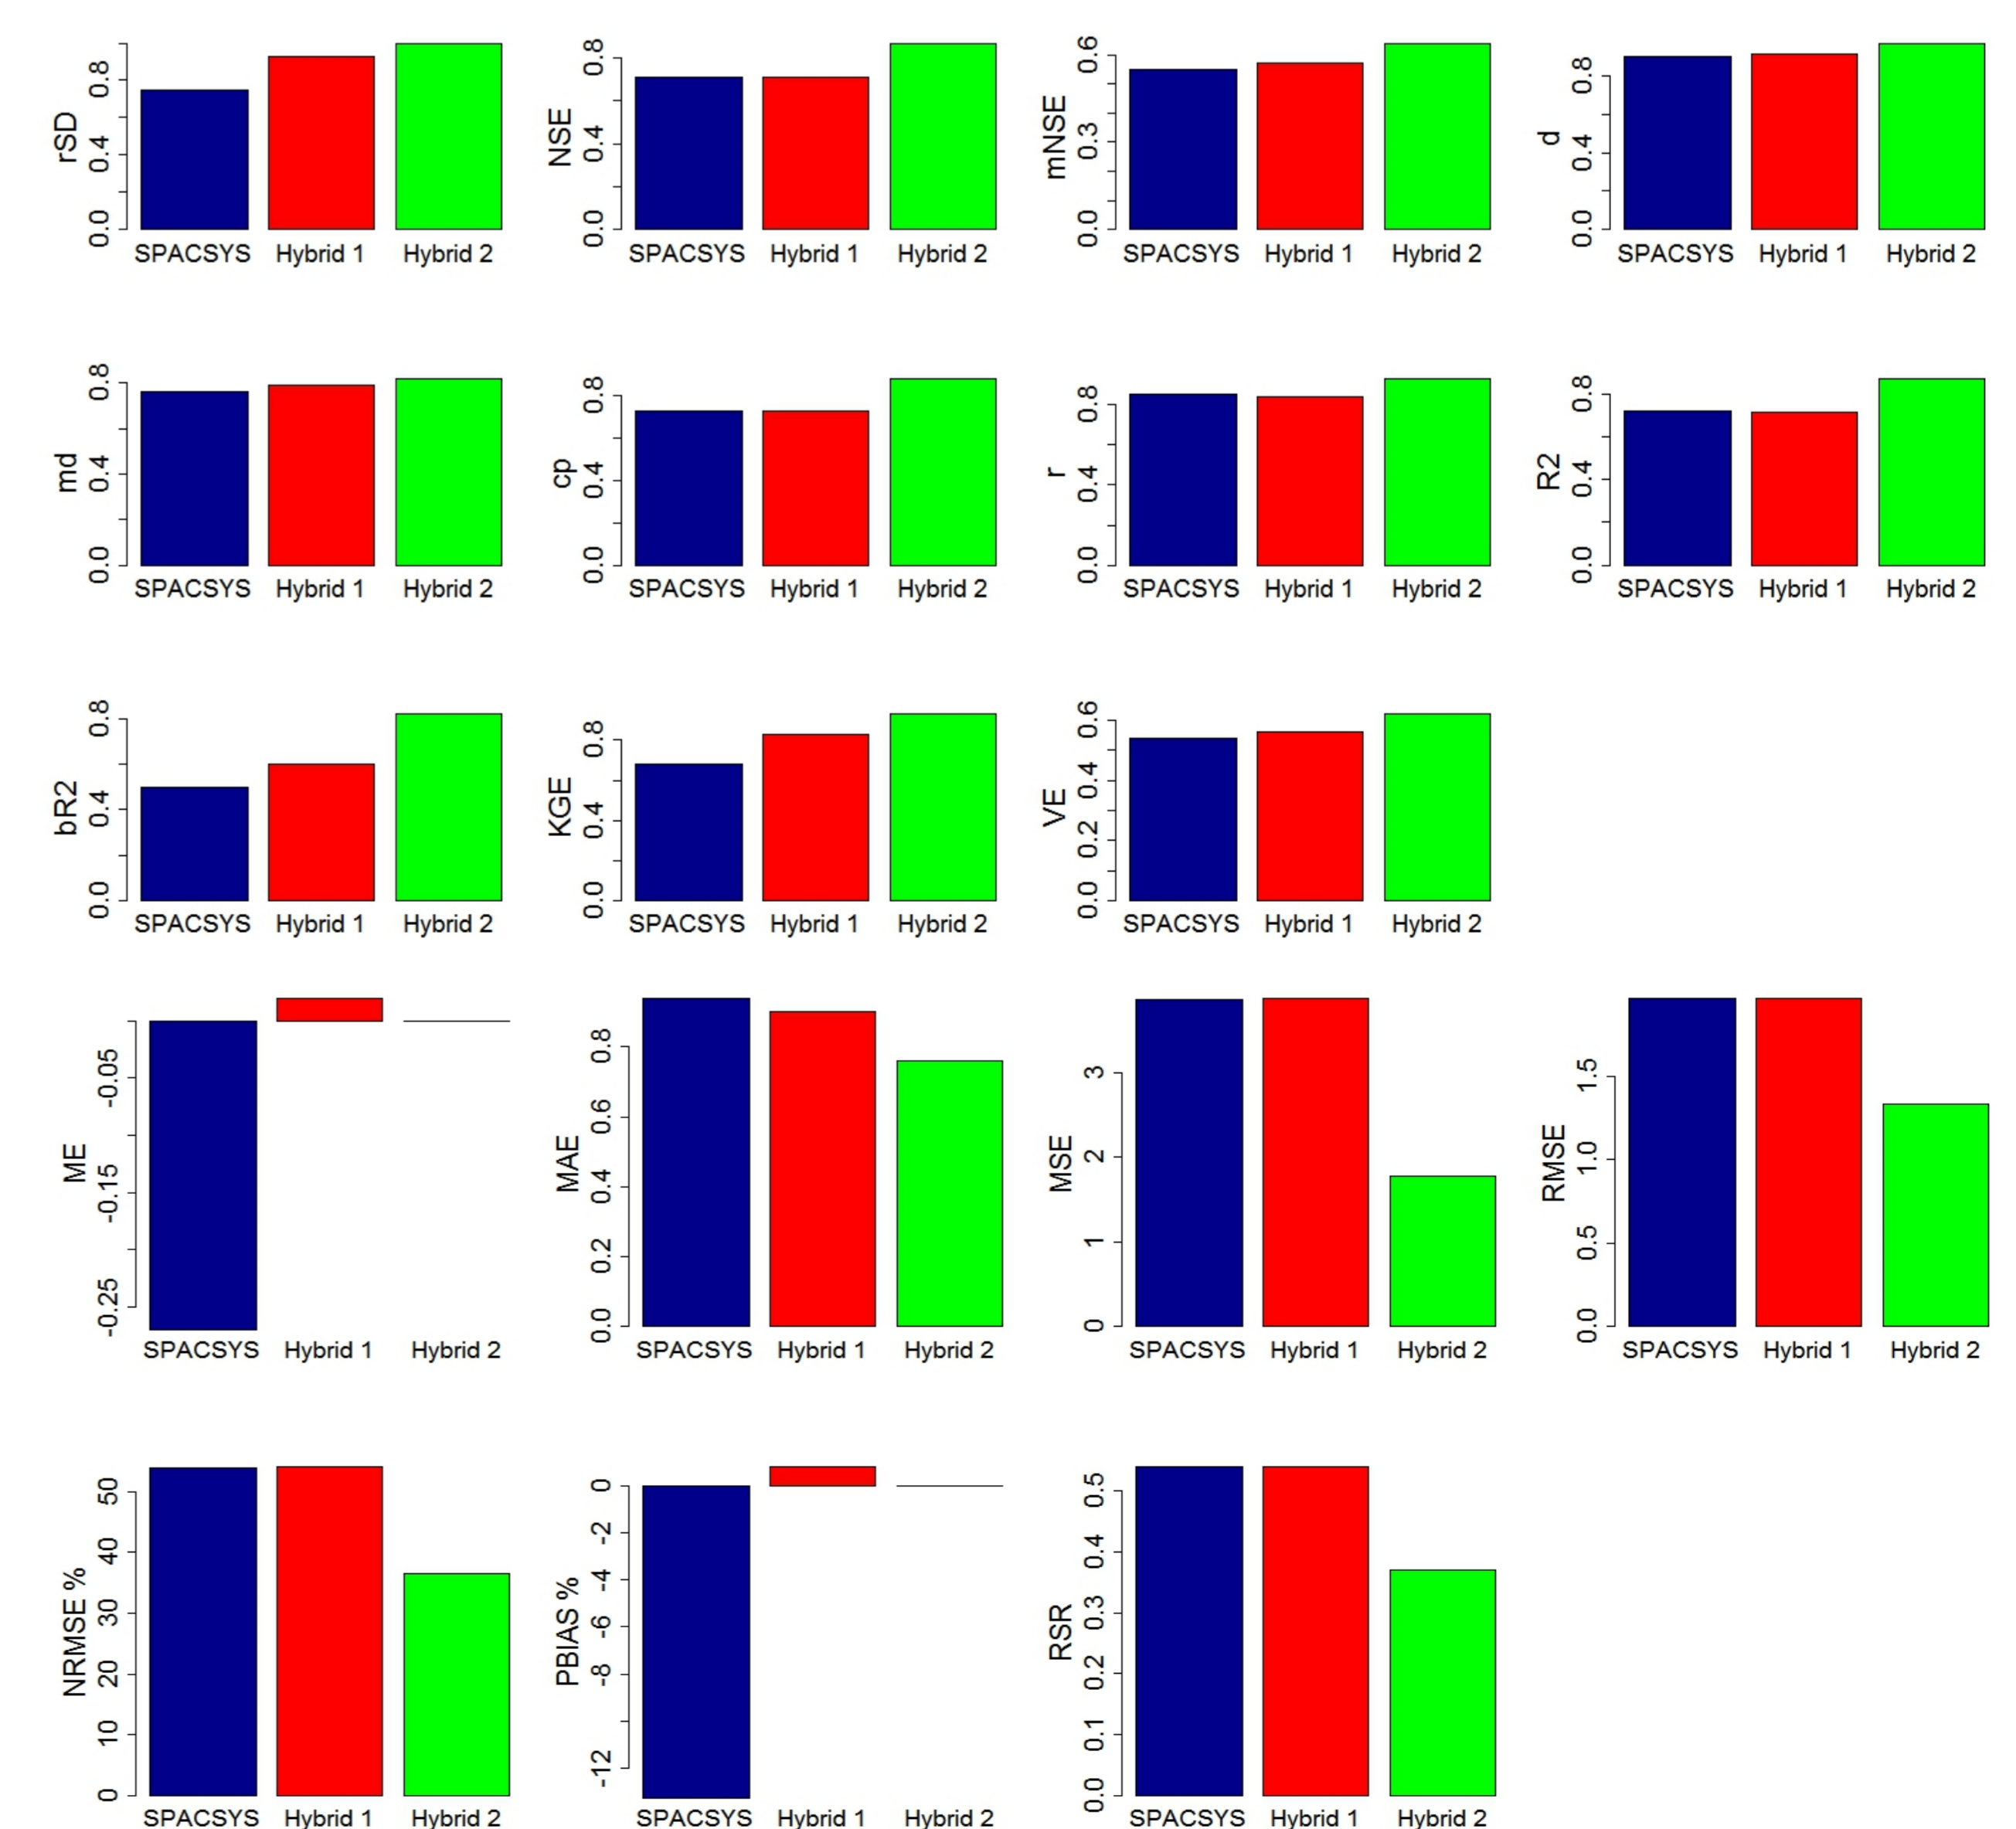 rSD
0.0 0.4 0.8
SPACSYS Hybrid 1 Hybrid 2
NSE
0.0 0.4 0.8
SPACSYS Hybrid 1 Hybrid 2
mNSE
0.0 0.3 0.6
SPACSYS Hybrid 1 Hybrid 2
d
0.0 0.4 0.8
SPACSYS Hybrid 1 Hybrid 2
md
0.0 0.4 0.8
SPACSYS Hybrid 1 Hybrid 2
cp
0.0 0.4 0.8
SPACSYS Hybrid 1 Hybrid 2
r
0.0 0.4 0.8
SPACSYS Hybrid 1 Hybrid 2
R2
0.0 0.4 0.8
SPACSYS Hybrid 1 Hybrid 2
bR2
0.0 0.4 0.8
SPACSYS Hybrid 1 Hybrid 2
KGE
0.0 0.4 0.8
SPACSYS Hybrid 1 Hybrid 2
VE
0.0 0.2 0.4 0.6
SPACSYS Hybrid 1 Hybrid 2
ME
-0.25 -0.15 -0.05
SPACSYS Hybrid 1 Hybrid 2
MAE
0.0 0.2 0.4 0.6 0.8
SPACSYS Hybrid 1 Hybrid 2
MSE
0 1 2 3
SPACSYS Hybrid 1 Hybrid 2
RMSE
0.0 0.5 1.0 1.5
SPACSYS Hybrid 1 Hybrid 2
NRMSE %
0 10 20 30 40 50
SPACSYS Hybrid 1 Hybrid 2
PBIAS %
-12 -8 -6 -4 -2 0
SPACSYS Hybrid 1 Hybrid 2
RSR
0.0 0.1 0.2 0.3 0.4 0.5
SPACSYS Hybrid 1 Hybrid 2